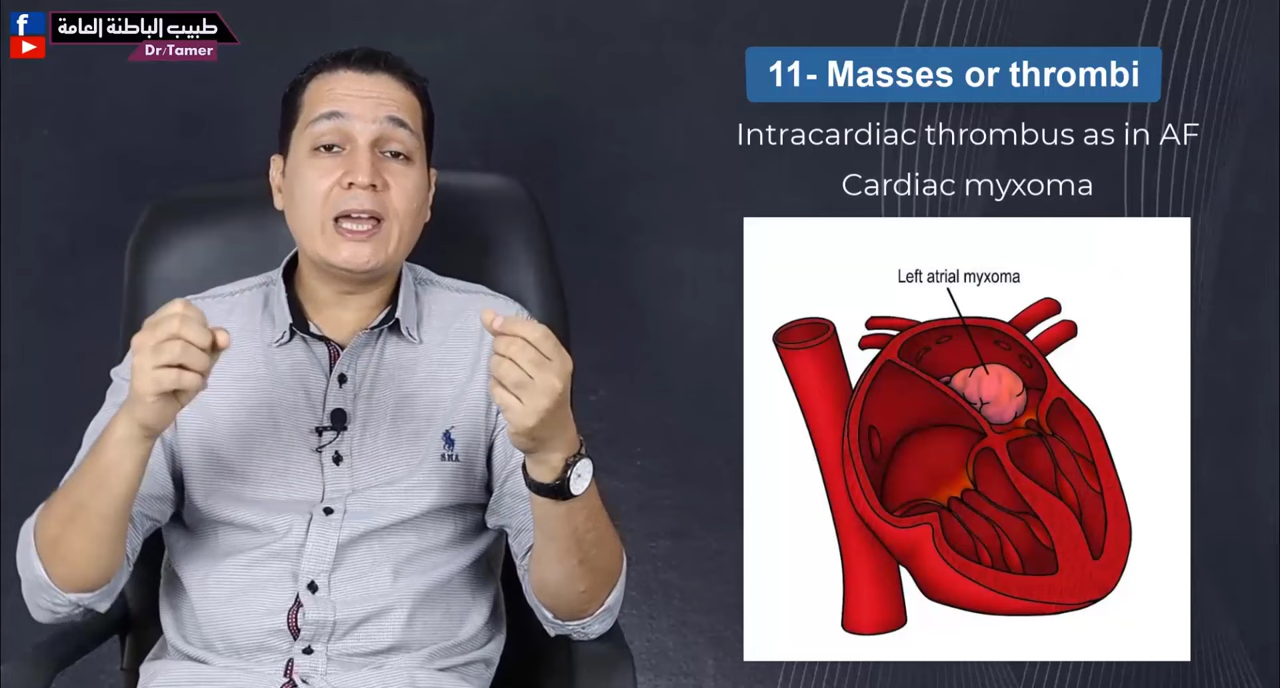 طبيب الباطنة العامة
Dr/Tamer
11- Masses or thrombi
Intracardiac thrombus as in AF
Cardiac myxoma
Left atrial myxoma